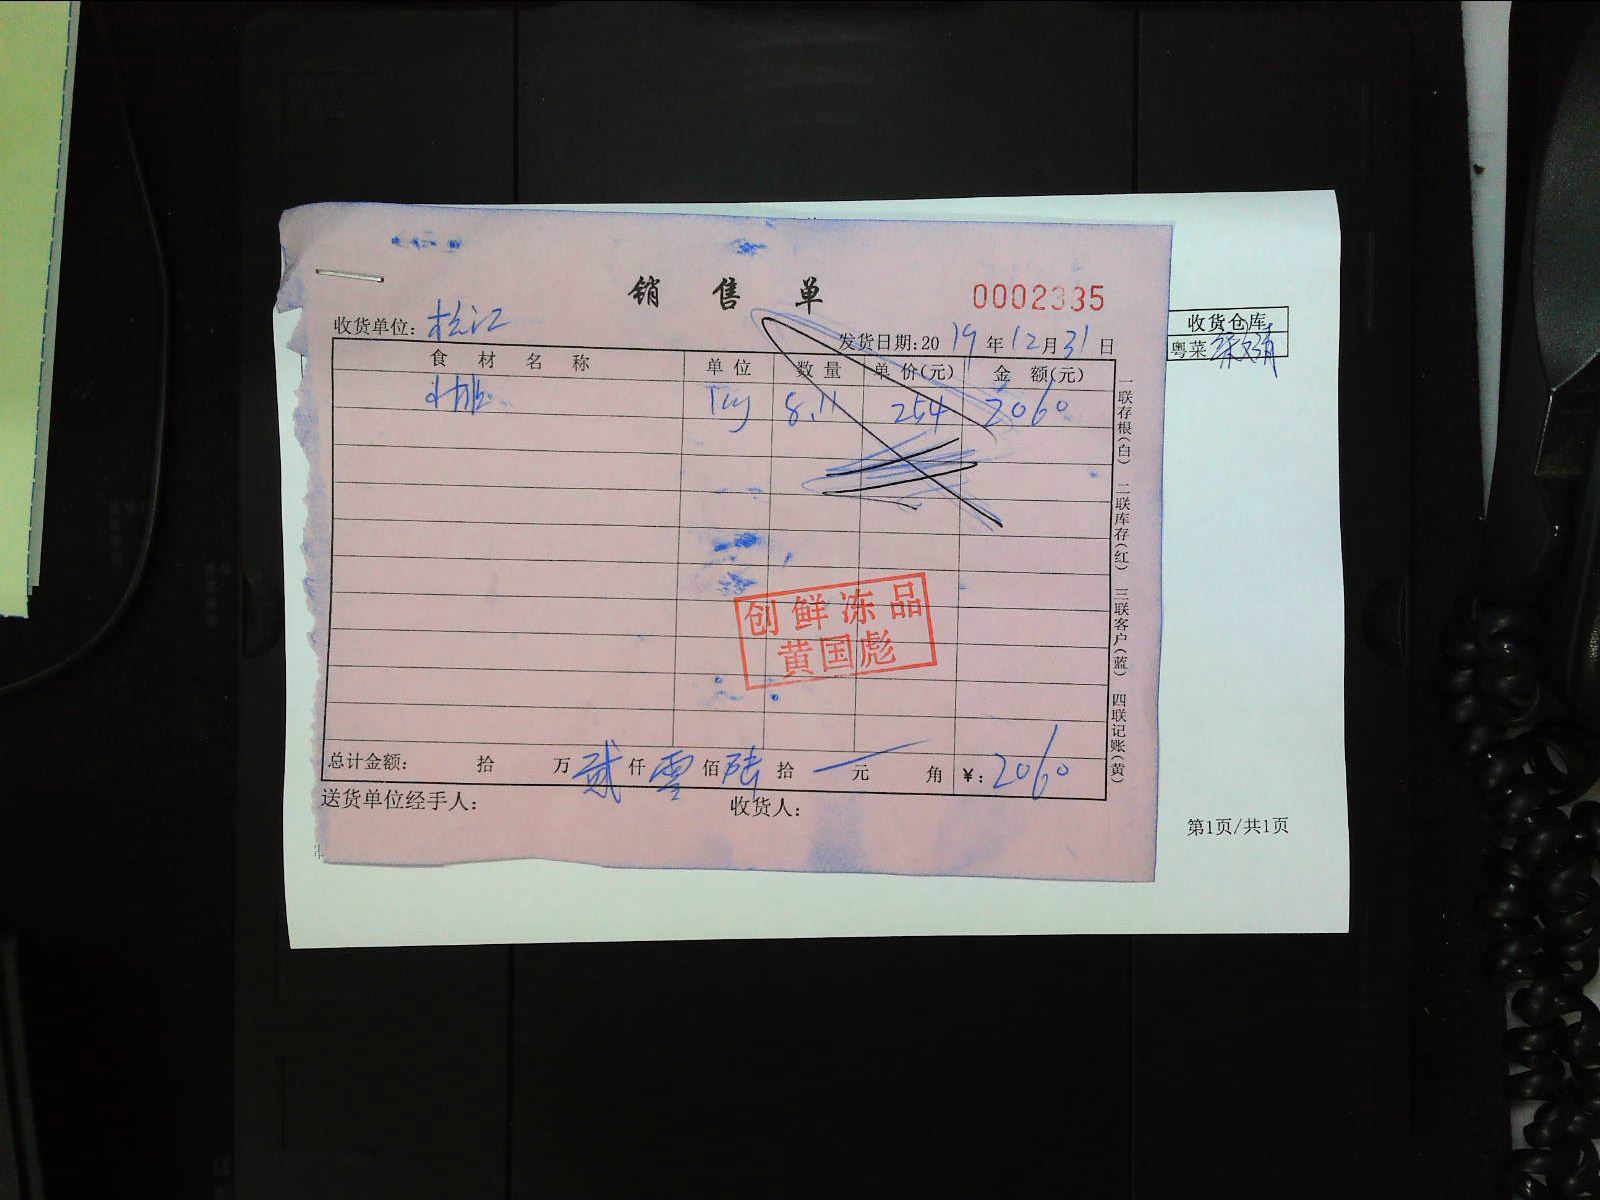 销 售 单
0002335
收货单位: 松江
发货日期:2019年12月31日
食 材 名 称 单 位 数 量 单 价(元) 金 额(元)
kg 8.11 254 2060
创鲜冻品
黄国彪
总计金额: 拾 万 贰 仟 零 佰 陆 拾 一 元 角 ¥: 2060
送货单位经手人: 收货人:
一联存根(白) 二联库存(红) 三联客户(蓝) 四联记账(黄)
收货仓库
粤菜
第1页/共1页